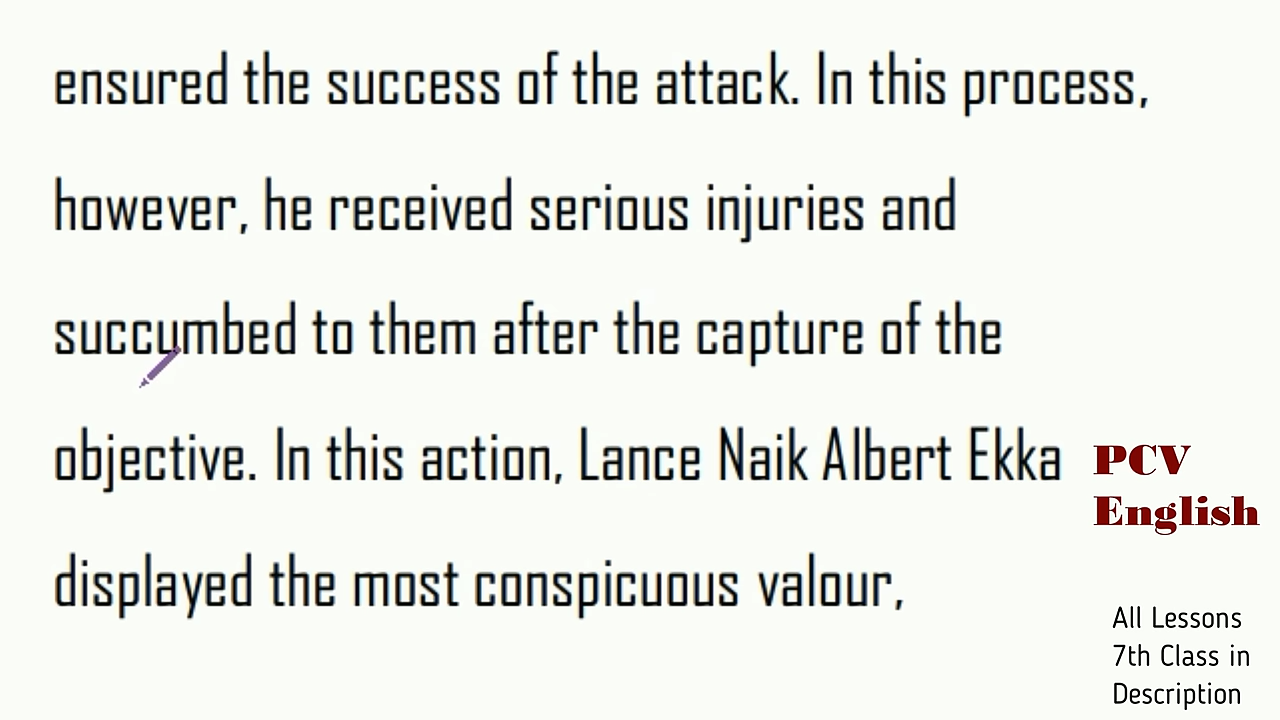 ensured the success of the attack. In this process,
however, he received serious injuries and
succumbed to them after the capture of the
objective. In this action, Lance Naik Albert Ekka
displayed the most conspicuous valour,
PCV
English
All Lessons
7th Class in
Description